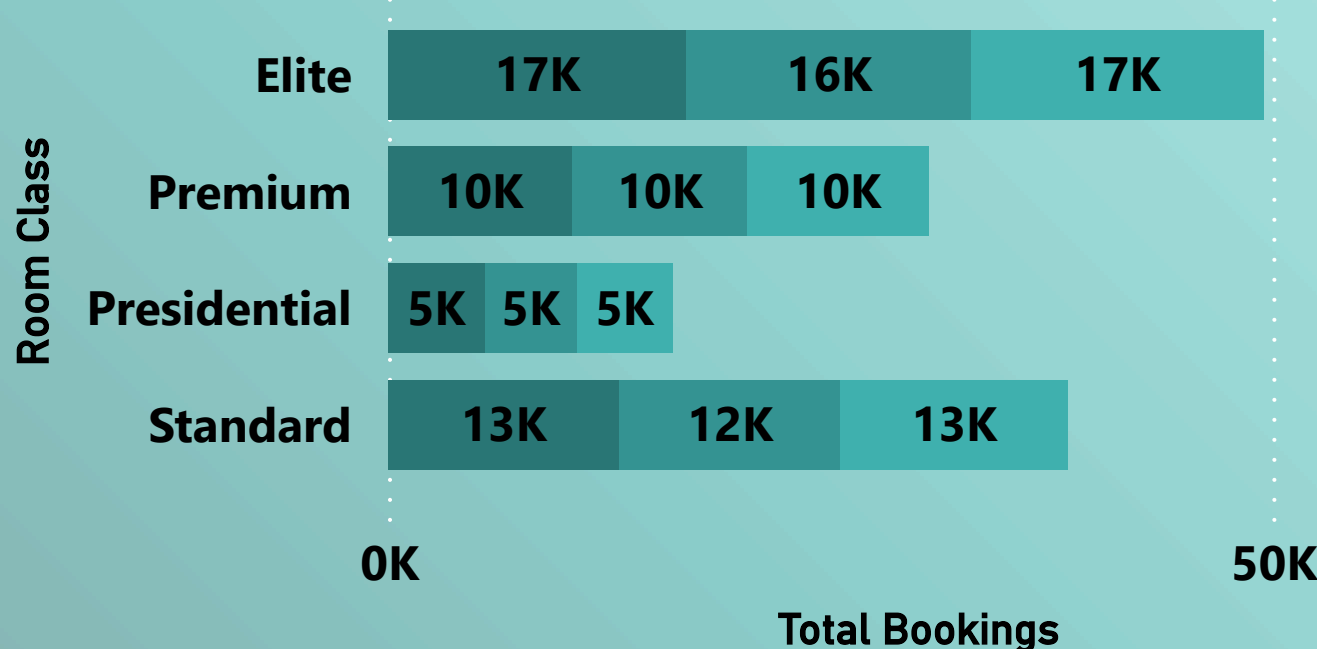 Room Class
Elite 17K 16K 17K
Premium 10K 10K 10K
Presidential 5K 5K 5K
Standard 13K 12K 13K
0K 50K
Total Bookings